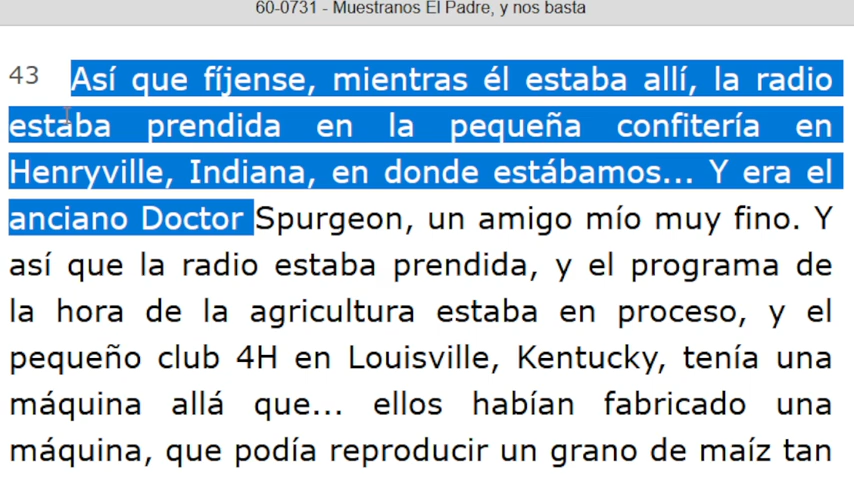 60-0731 - Muestranos El Padre, y nos basta
43 Así que fíjense, mientras él estaba allí, la radio
estaba prendida en la pequeña confitería en
Henryville, Indiana, en donde estábamos... Y era el
anciano Doctor Spurgeon, un amigo mío muy fino. Y
así que la radio estaba prendida, y el programa de
la hora de la agricultura estaba en proceso, y el
pequeño club 4H en Louisville, Kentucky, tenía una
máquina allá que... ellos habían fabricado una
máquina, que podía reproducir un grano de maíz tan